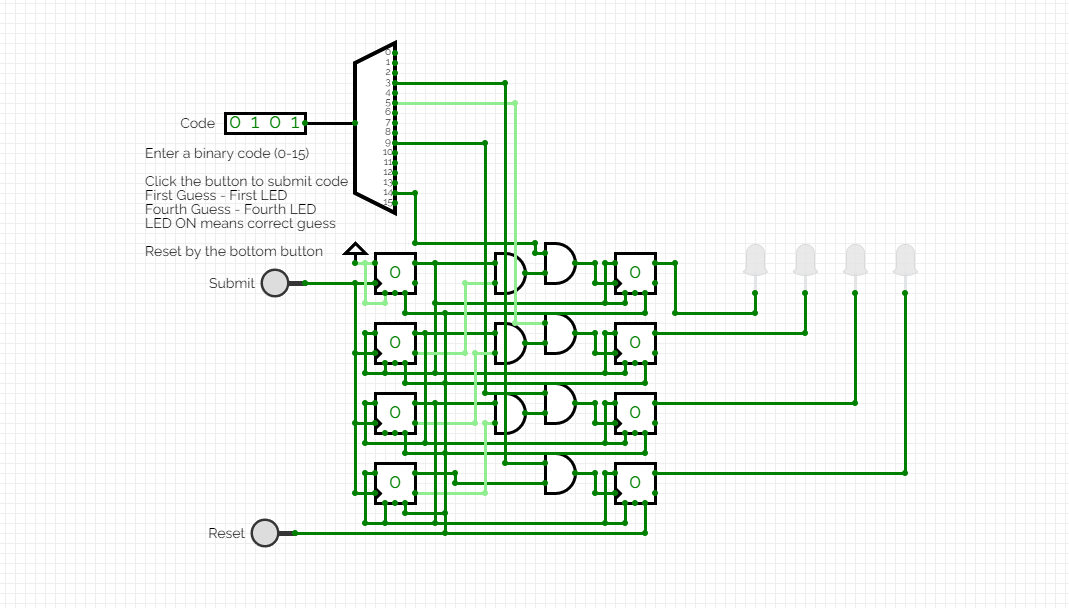 0
1
2
3
4
5
6
7
8
9
10
11
12
13
14
15
Code 0 1 0 1
Enter a binary code (0-15)
Click the button to submit code
First Guess - First LED
Fourth Guess - Fourth LED
LED ON means correct guess
Reset by the bottom button
Submit
0 0
0 0
0 0
0 0
Reset